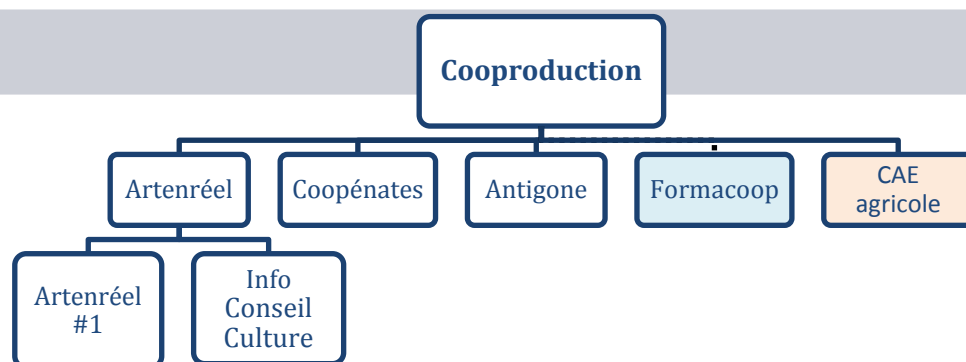 Cooproduction
Artenréel
Coopénates
Antigone
Formacoop
CAE
agricole
Artenréel
#1
Info
Conseil
Culture